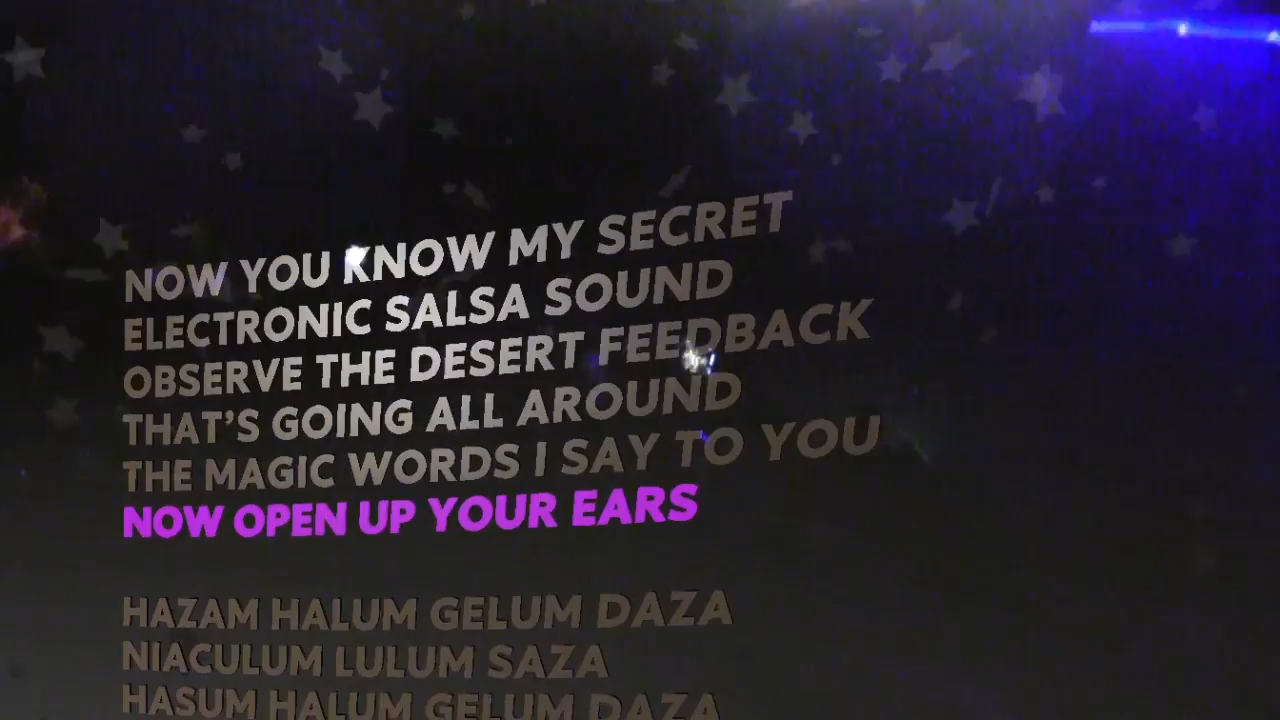 NOW YOU KNOW MY SECRET
ELECTRONIC SALSA SOUND
OBSERVE THE DESERT FEEDBACK
THAT'S GOING ALL AROUND
THE MAGIC WORDS I SAY TO YOU
NOW OPEN UP YOUR EARS
HAZAM HALUM GELUM DAZA
NIACULUM LULUM SAZA
HASUM HALUM GELUM DAZA